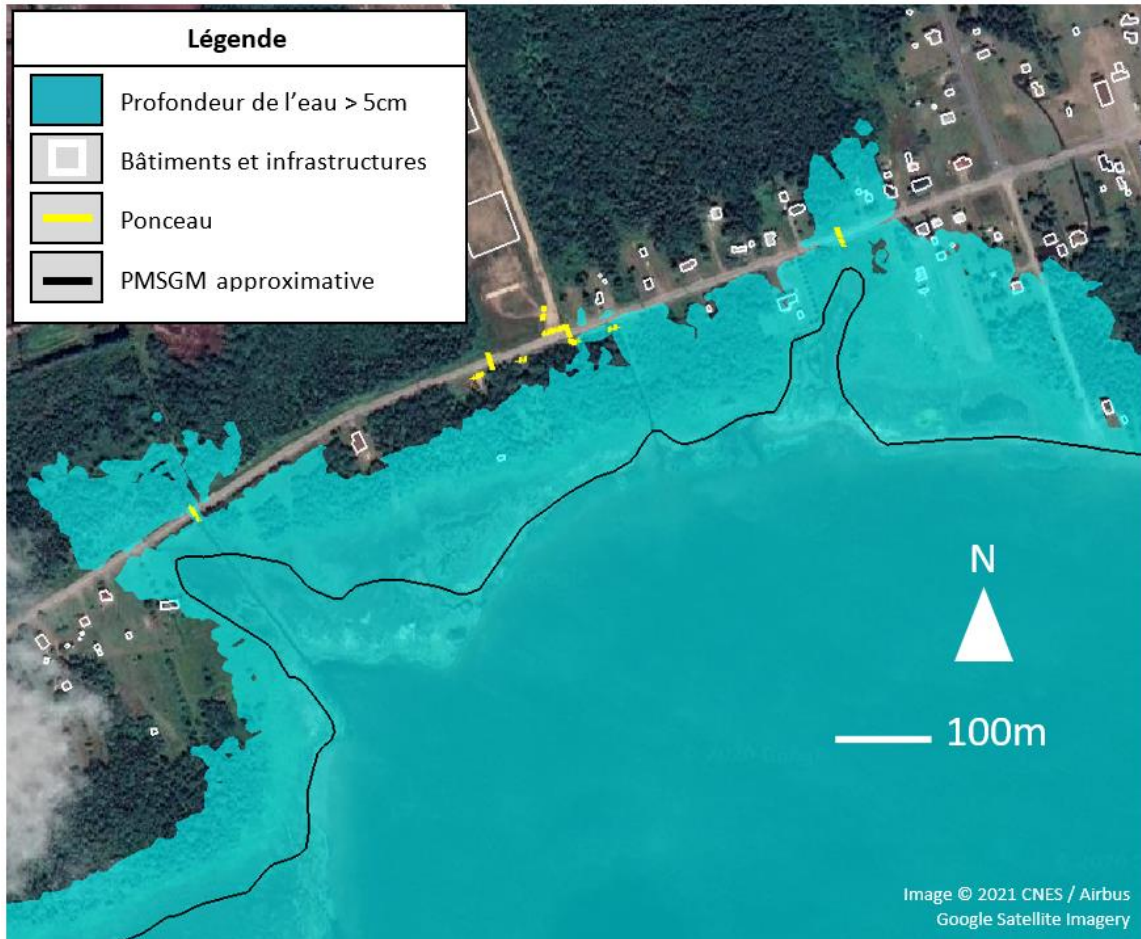 Légende
Profondeur de l'eau > 5cm
Bâtiments et infrastructures
Ponceau
PMSGM approximative
N
100m
Image © 2021 CNES / Airbus
Google Satellite Imagery